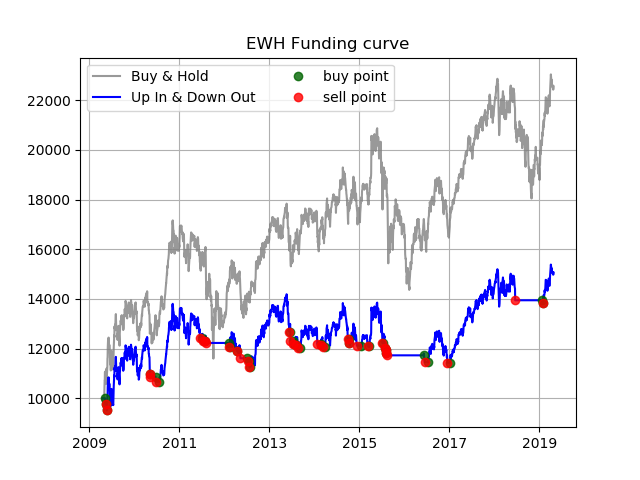 EWH Funding curve
Buy & Hold
Up In & Down Out
buy point
sell point
22000
20000
18000
16000
14000
12000
10000
2009
2011
2013
2015
2017
2019